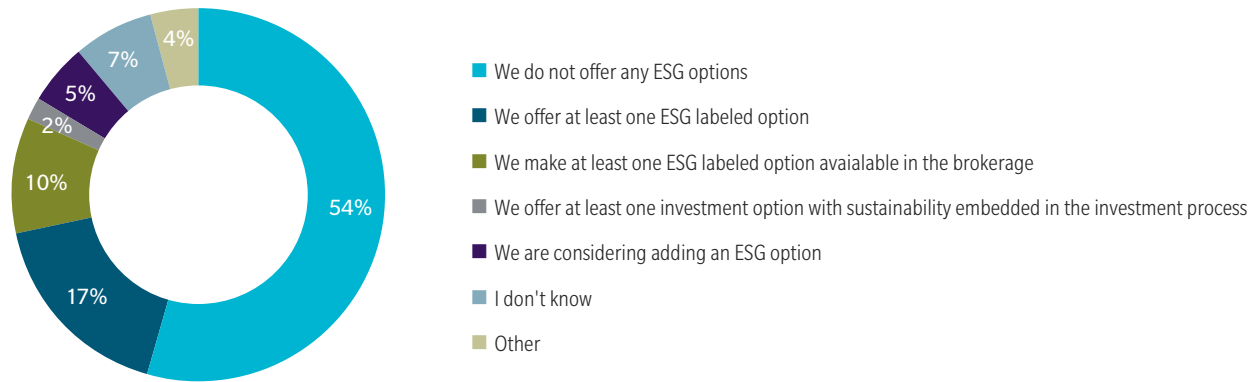 4%
7%
5%
2%
10%
17%
54%
We do not offer any ESG options
We offer at least one ESG labeled option
We make at least one ESG labeled option avaialable in the brokerage
We offer at least one investment option with sustainability embedded in the investment process
We are considering adding an ESG option
I don't know
Other